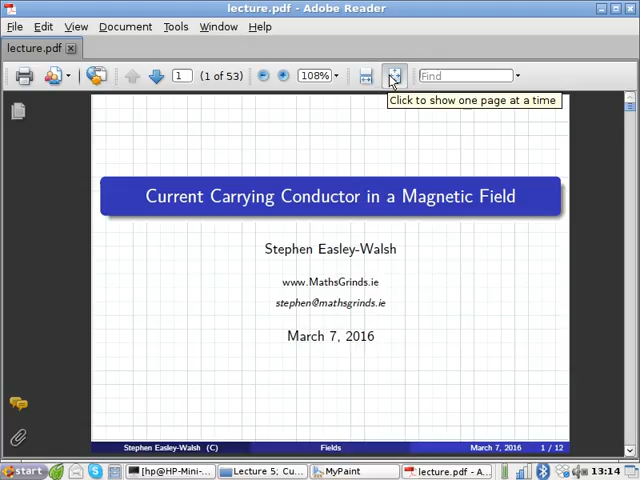 lecture.pdf - Adobe Reader
File Edit View Document Tools Window Help
lecture.pdf
1 (1 of 53) 108% Find
Click to show one page at a time
Current Carrying Conductor in a Magnetic Field
Stephen Easley-Walsh
www.MathsGrinds.ie
stephen@mathsgrinds.ie
March 7, 2016
Stephen Easley-Walsh (C) Fields March 7, 2016 1 / 12
start [hp@HP-Mini-... Lecture 5; Cu... MyPaint lecture.pdf - A... 13:14